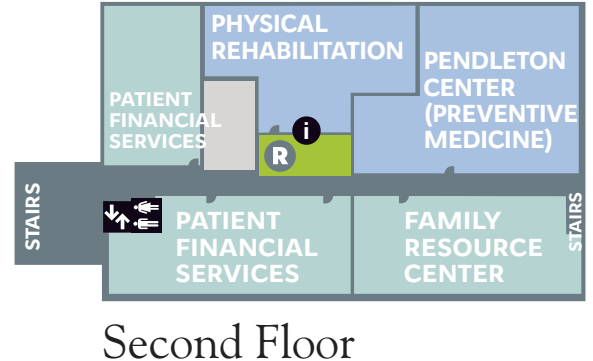 PHYSICAL
REHABILITATION
PENDLETON
CENTER
(PREVENTIVE
MEDICINE)
PATIENT
FINANCIAL
SERVICES
i
R
STAIRS
PATIENT
FINANCIAL
SERVICES
FAMILY
RESOURCE
CENTER
STAIRS
Second Floor